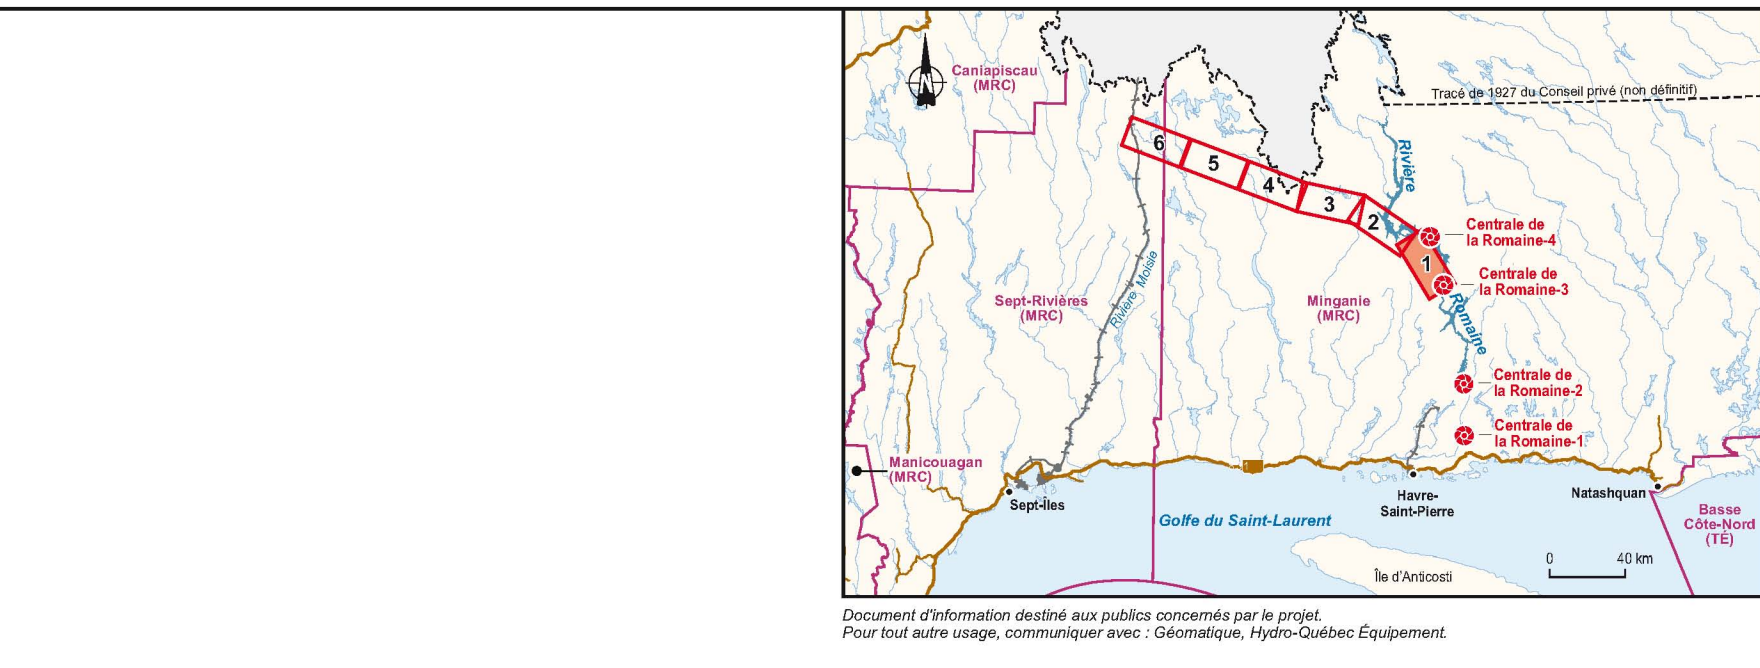 Caniapiscau
(MRC)
Tracé de 1927 du Conseil privé (non définitif)
6
5
4
3
2
1
Rivière
Romaine
Centrale de
la Romaine-4
Centrale de
la Romaine-3
Rivière Moisie
Sept-Rivières
(MRC)
Minganie
(MRC)
Centrale de
la Romaine-2
Centrale de
la Romaine-1
Manicouagan
(MRC)
Sept-Îles
Havre-
Saint-Pierre
Natashquan
Golfe du Saint-Laurent
Basse
Côte-Nord
(TÉ)
0 40 km
Île d'Anticosti
Document d'information destiné aux publics concernés par le projet.
Pour tout autre usage, communiquer avec : Géomatique, Hydro-Québec Équipement.